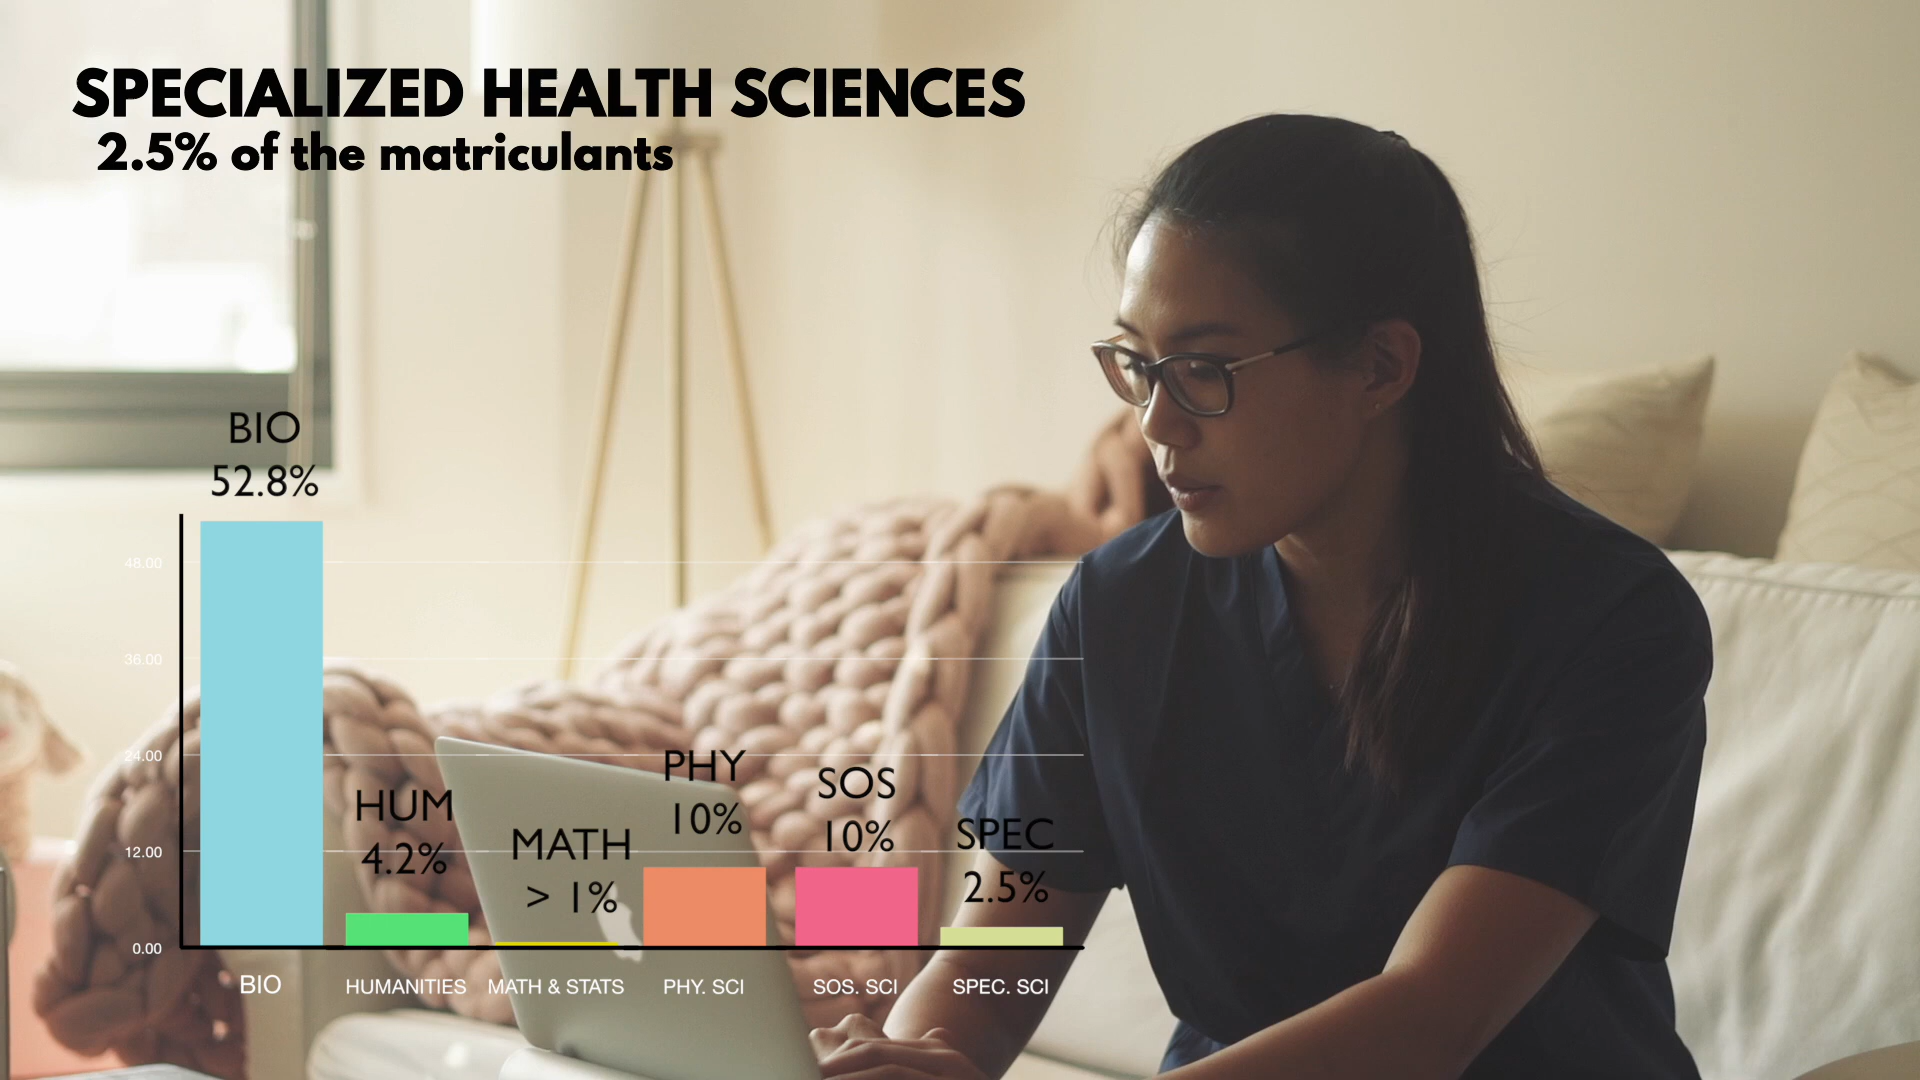 SPECIALIZED HEALTH SCIENCES
2.5% of the matriculants
BIO
52.8%
HUM
4.2%
MATH
> 1%
PHY
10%
SOS
10%
SPEC
2.5%
48.00
36.00
24.00
12.00
0.00
BIO
HUMANITIES
MATH & STATS
PHY. SCI
SOS. SCI
SPEC. SCI